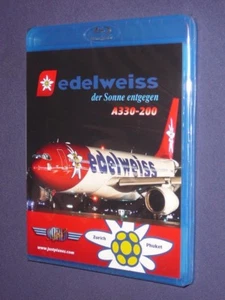 edelweiss
der Sonne entgegen
A330-200
edelweiss
Zurich
Phuket
www.justplanes.com